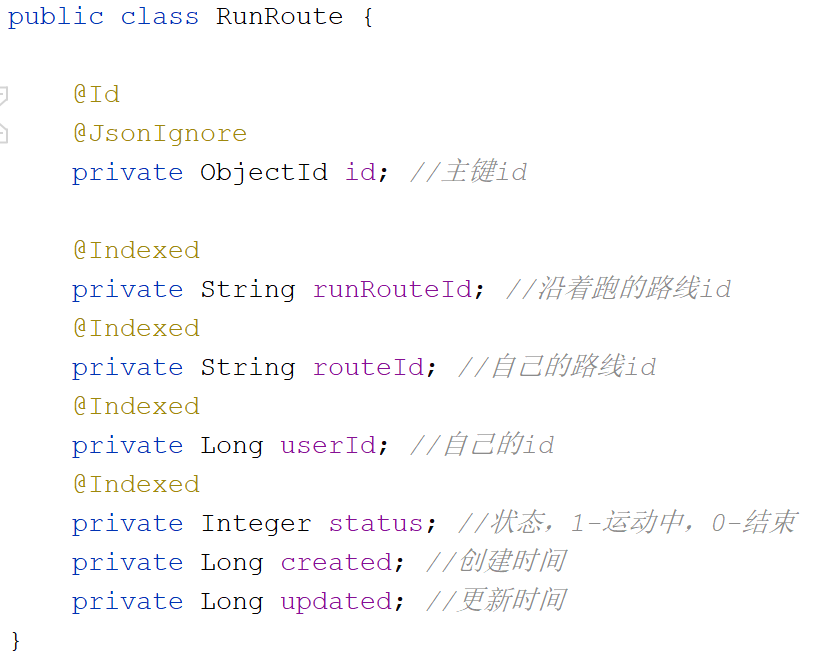 public class RunRoute {
@Id
@JsonIgnore
private ObjectId id; //主键id
@Indexed
private String runRouteId; //沿着跑的路线id
@Indexed
private String routeId; //自己的路线id
@Indexed
private Long userId; //自己的id
@Indexed
private Integer status; //状态，1-运动中，0-结束
private Long created; //创建时间
private Long updated; //更新时间
}